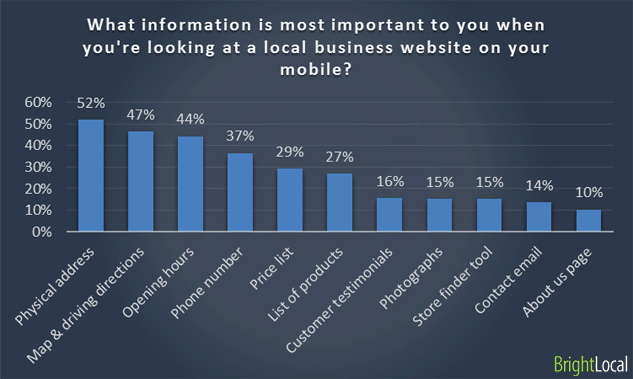 What information is most important to you when
you're looking at a local business website on your
mobile?
60%
50%
40%
30%
20%
10%
0%
52%
47%
44%
37%
29%
27%
16%
15%
15%
14%
10%
Physical address
Map & driving directions
Opening hours
Phone number
Price list
List of products
Customer testimonials
Photographs
Store finder tool
Contact email
About us page
BrightLocal